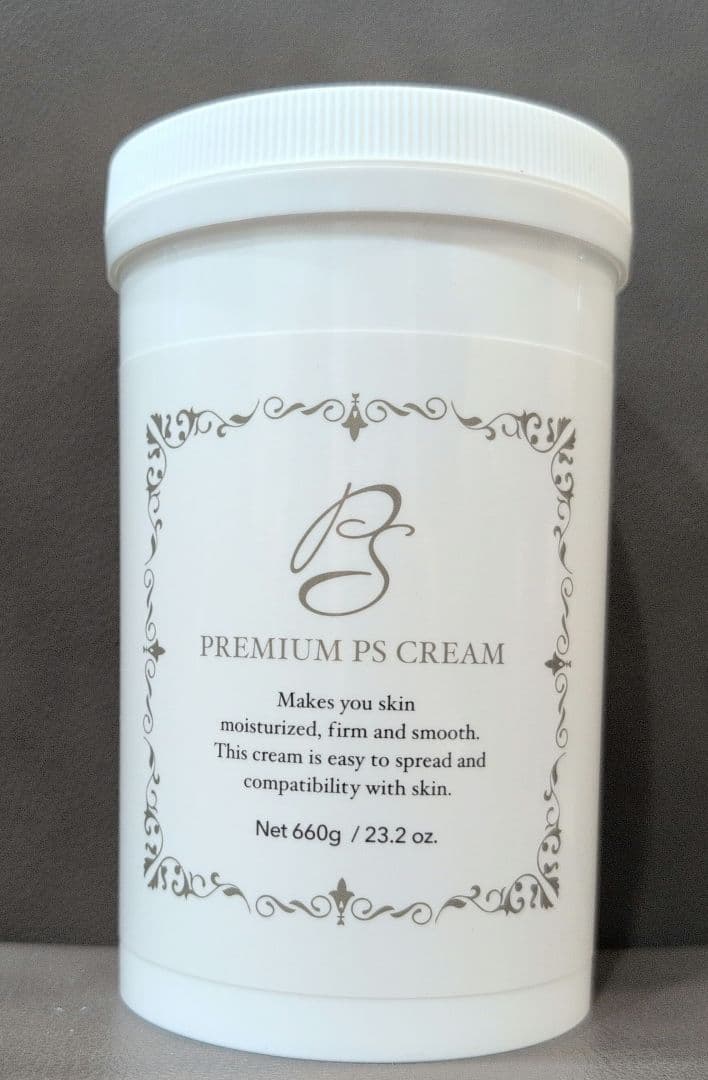 PS
PREMIUM PS CREAM
Makes you skin
moisturized, firm and smooth.
This cream is easy to spread and
compatibility with skin.
Net 660g / 23.2 oz.